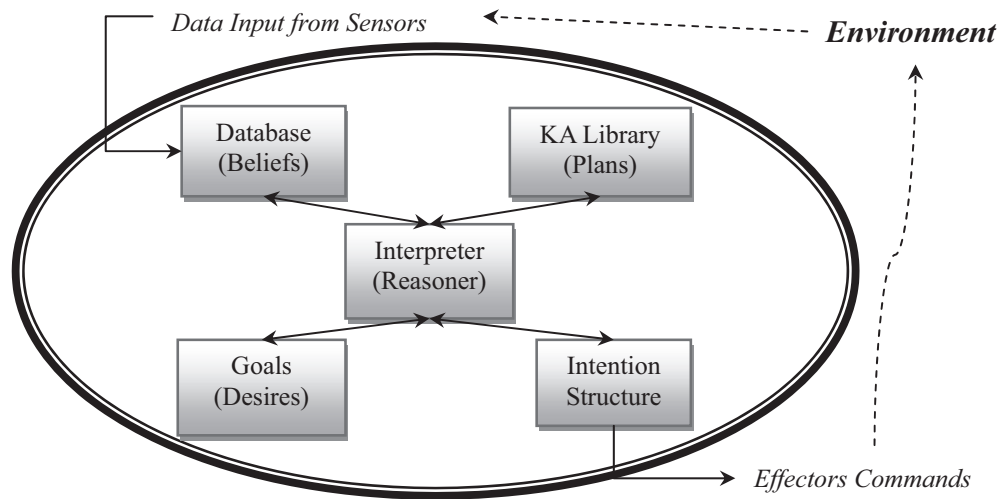 Data Input from Sensors
Environment
Database
(Beliefs)
KA Library
(Plans)
Interpreter
(Reasoner)
Goals
(Desires)
Intention
Structure
Effectors Commands